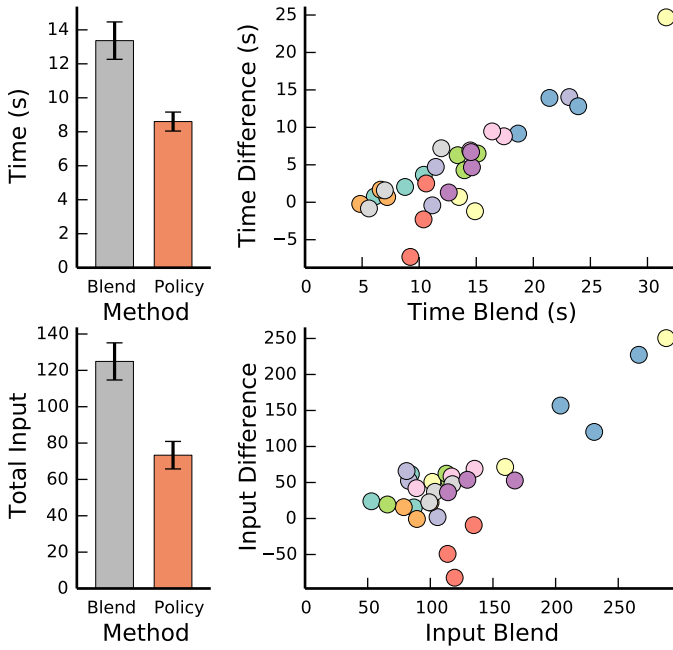 14
12
10
8
6
4
2
0
Time (s)
Blend Policy
Method
25
20
15
10
5
0
−5
Time Difference (s)
0 5 10 15 20 25 30
Time Blend (s)
140
120
100
80
60
40
20
0
Total Input
Blend Policy
Method
250
200
150
100
50
0
−50
Input Difference
0 50 100 150 200 250
Input Blend